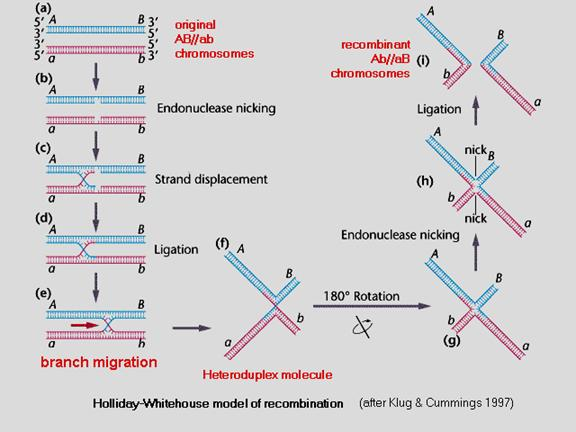 (a)
5' A B 3'
3' 5'
3' 5'
5' a b 3'
original
AB//ab
chromosomes
(b)
A B
a b
Endonuclease nicking
(c)
A B
a b
Strand displacement
(d)
A B
a b
Ligation
(e)
A B
a b
branch migration
(f)
A
B
a
b
Heteroduplex molecule
180° Rotation
(g)
A
B
b
a
Endonuclease nicking
(h)
A
nick
B
b
nick
a
Ligation
recombinant
Ab//aB
chromosomes
(i)
A
B
b
a
Holliday-Whitehouse model of recombination (after Klug & Cummings 1997)